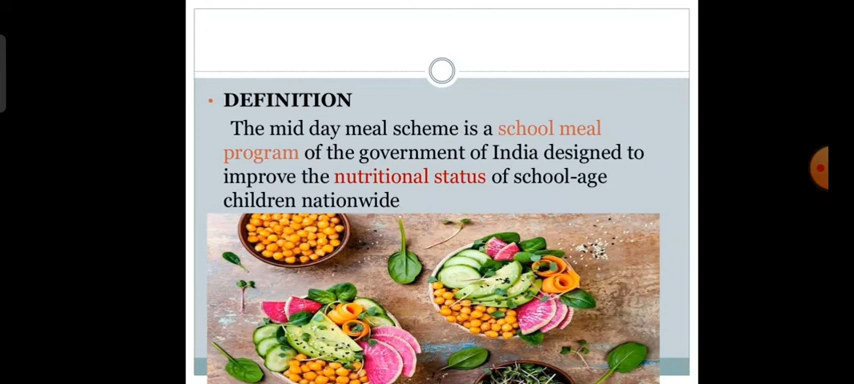 • DEFINITION
The mid day meal scheme is a school meal
program of the government of India designed to
improve the nutritional status of school-age
children nationwide